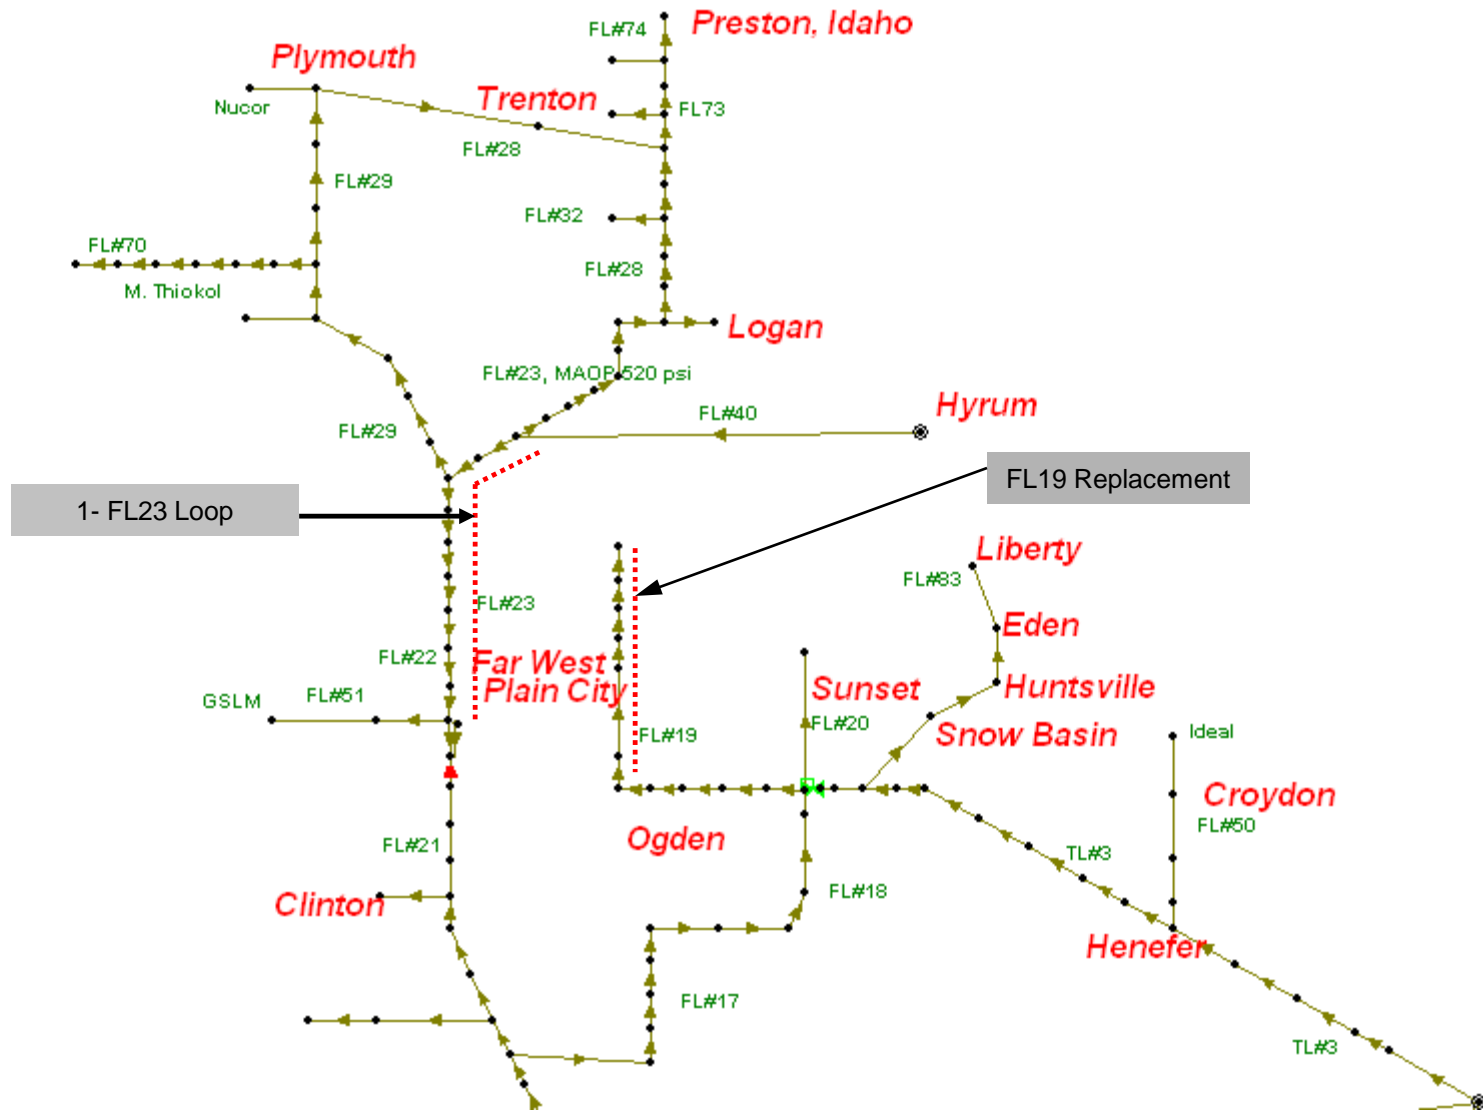 FL#74
Preston, Idaho
Plymouth
Nucor
Trenton
FL73
FL#28
FL#29
FL#32
FL#70
FL#28
M. Thiokol
Logan
FL#23, MAOP 520 psi
Hyrum
FL#40
FL#29
FL19 Replacement
1- FL23 Loop
Liberty
FL#83
FL#23
Eden
FL#22
Far West
Plain City
Sunset
Huntsville
GSLM
FL#51
FL#20
Snow Basin
FL#19
Ideal
Croydon
FL#50
Ogden
FL#21
TL#3
Clinton
FL#18
Henefer
FL#17
TL#3